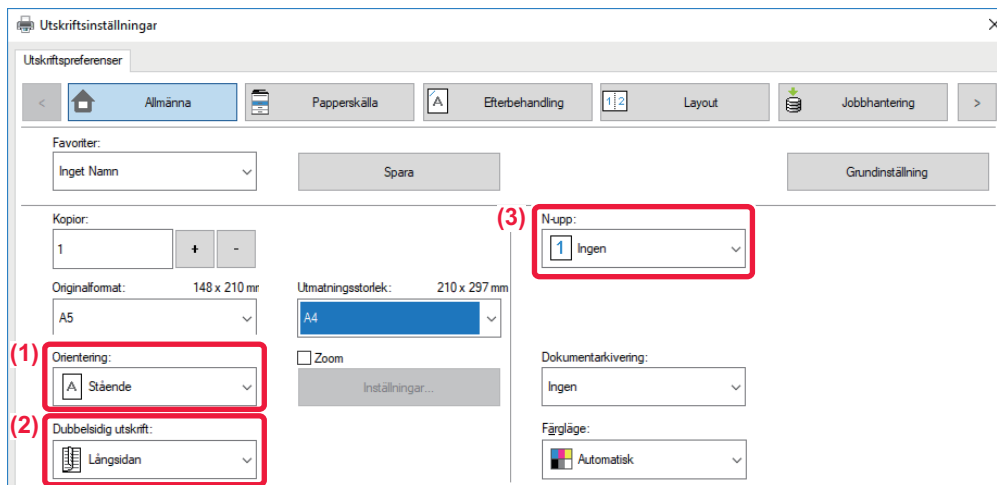 Utskriftsinställningar
Utskriftspreferenser
< Allmänna Papperskälla Efterbehandling Layout Jobbhantering >
Favoriter:
Inget Namn Spara Grundinställning
Kopior: (3) N-upp:
1 + - 1 Ingen
Originalformat: 148 x 210 mm Utmatningsstorlek: 210 x 297 mm
A5 A4
(1) Orientering: Zoom Dokumentarkivering:
A Stående Inställningar... Ingen
(2) Dubbelsidig utskrift: Färgläge:
Långsidan Automatisk